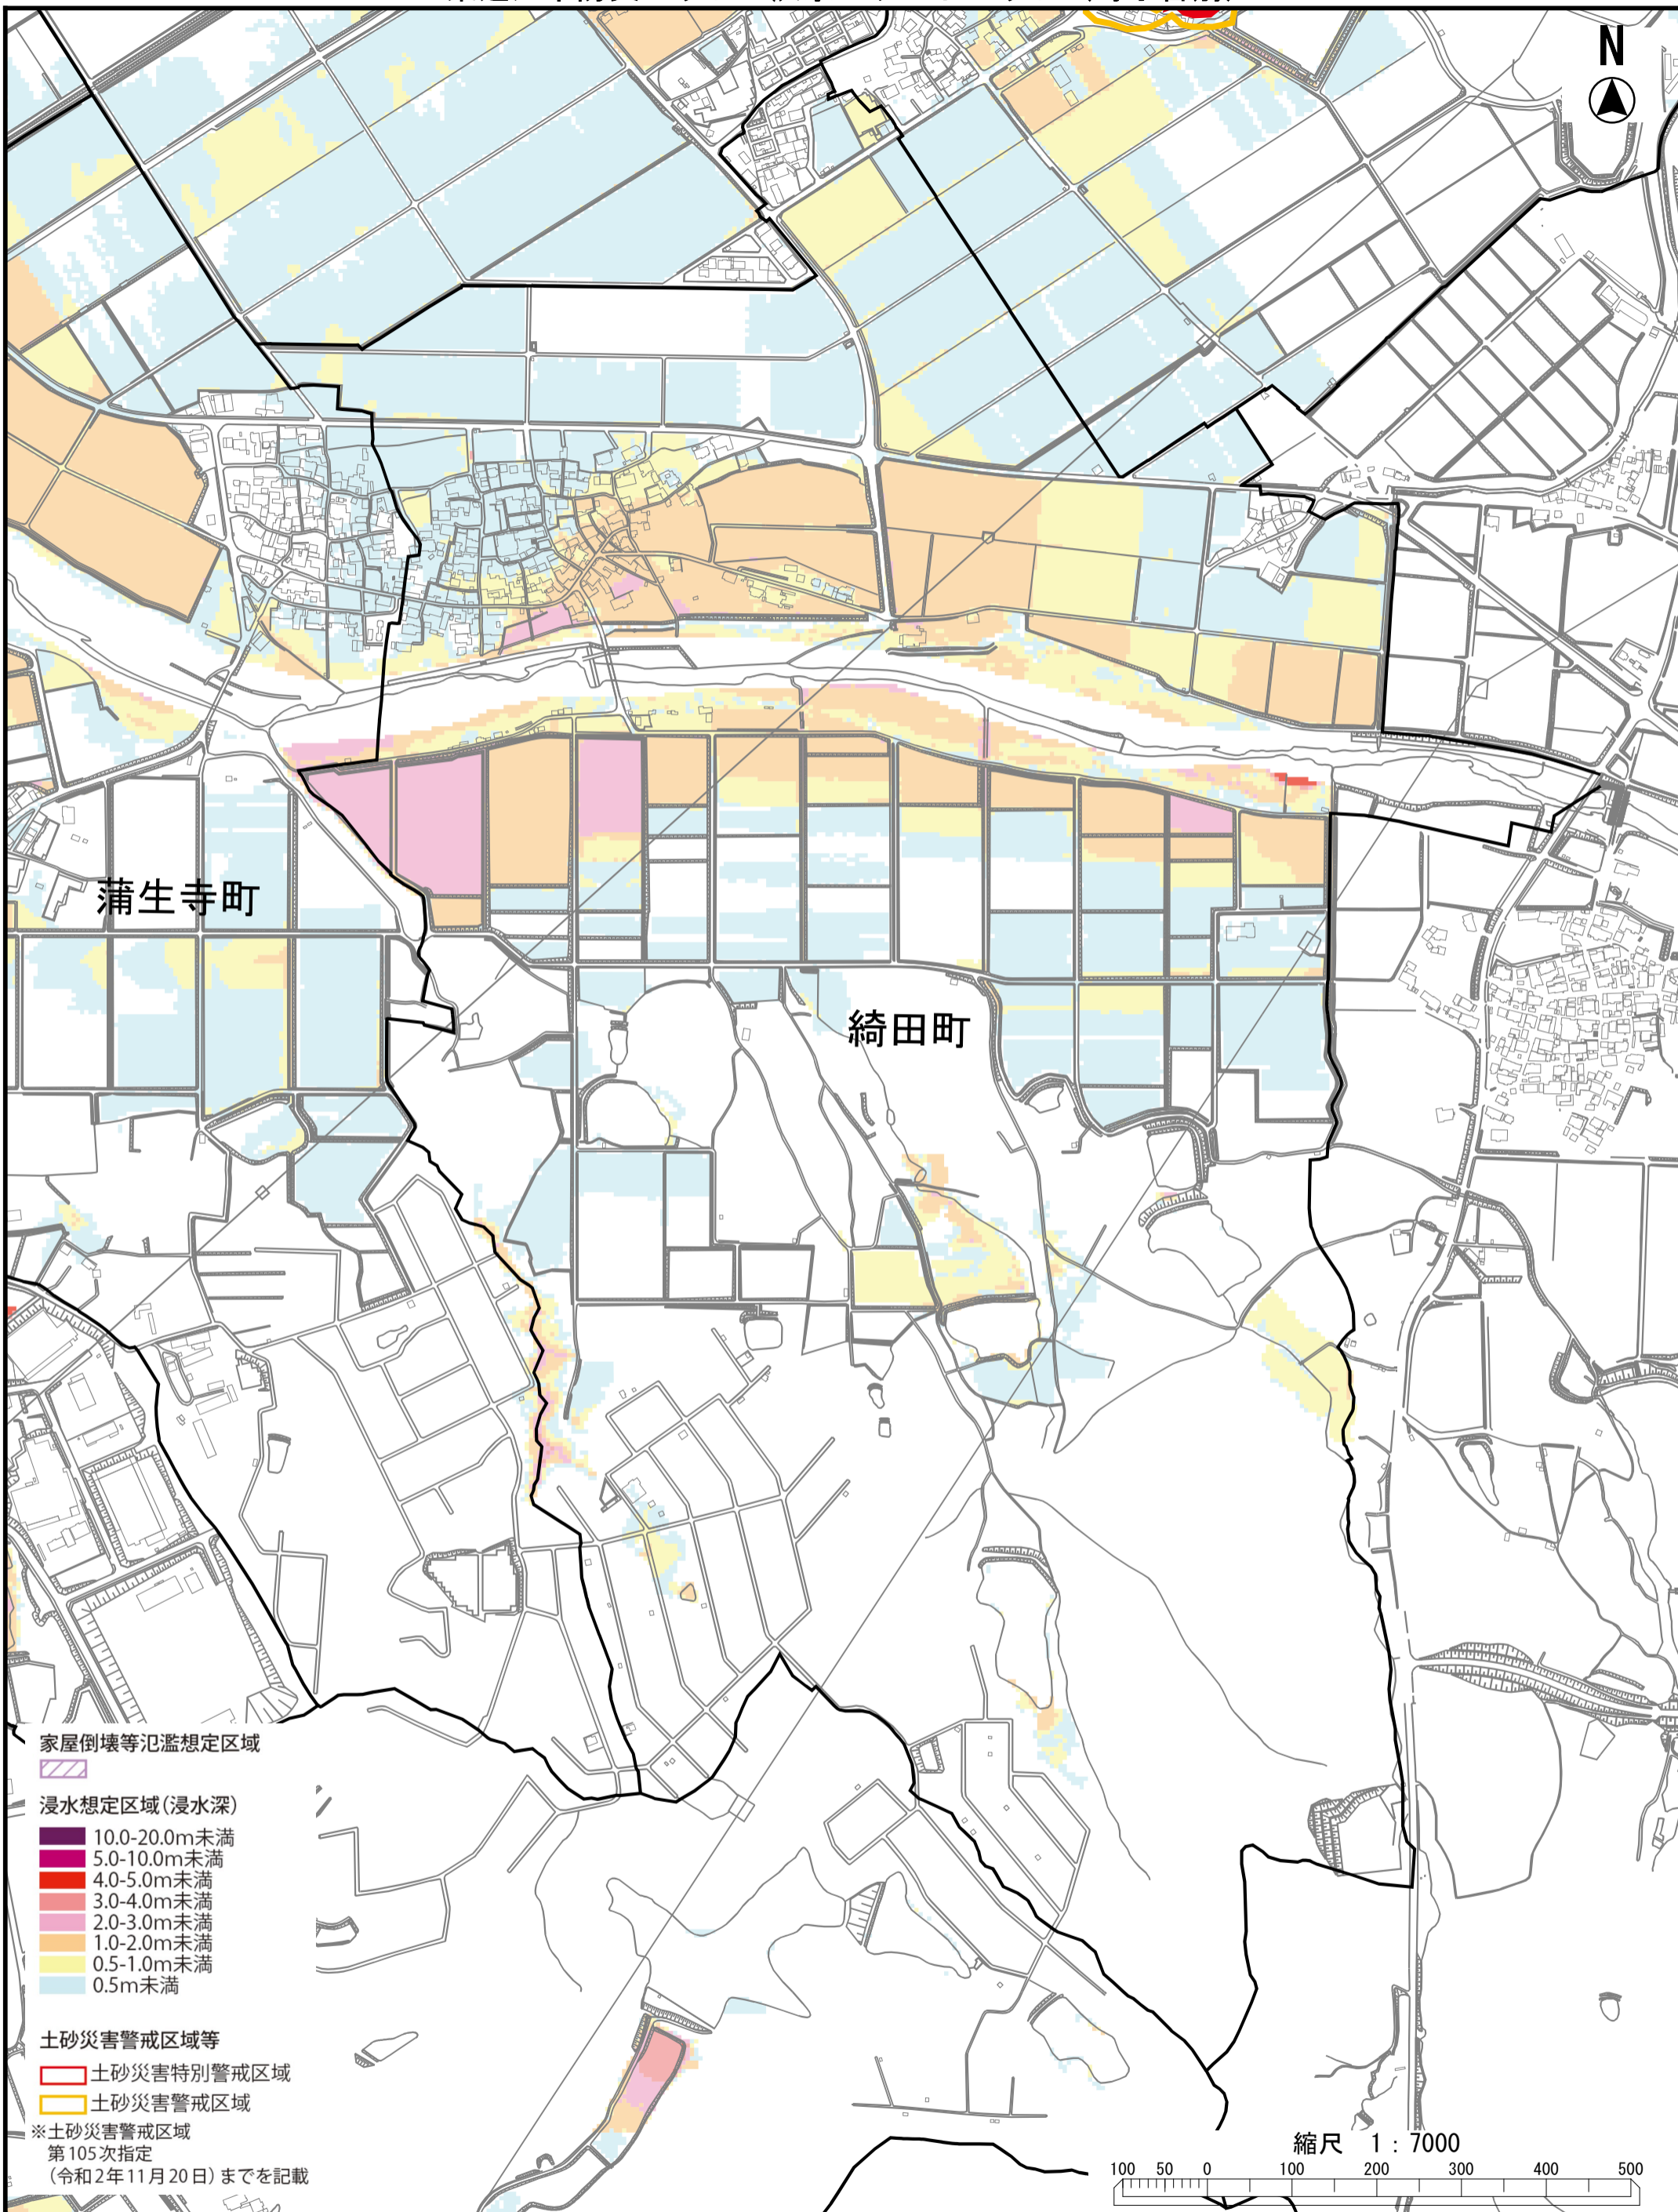 N
蒲生寺町
綺田町
家屋倒壊等氾濫想定区域
浸水想定区域(浸水深)
10.0-20.0m未満
5.0-10.0m未満
4.0-5.0m未満
3.0-4.0m未満
2.0-3.0m未満
1.0-2.0m未満
0.5-1.0m未満
0.5m未満
土砂災害警戒区域等
土砂災害特別警戒区域
土砂災害警戒区域
※土砂災害警戒区域
第105次指定
(令和2年11月20日)までを記載
縮尺 1:7000
100 50 0 100 200 300 400 500